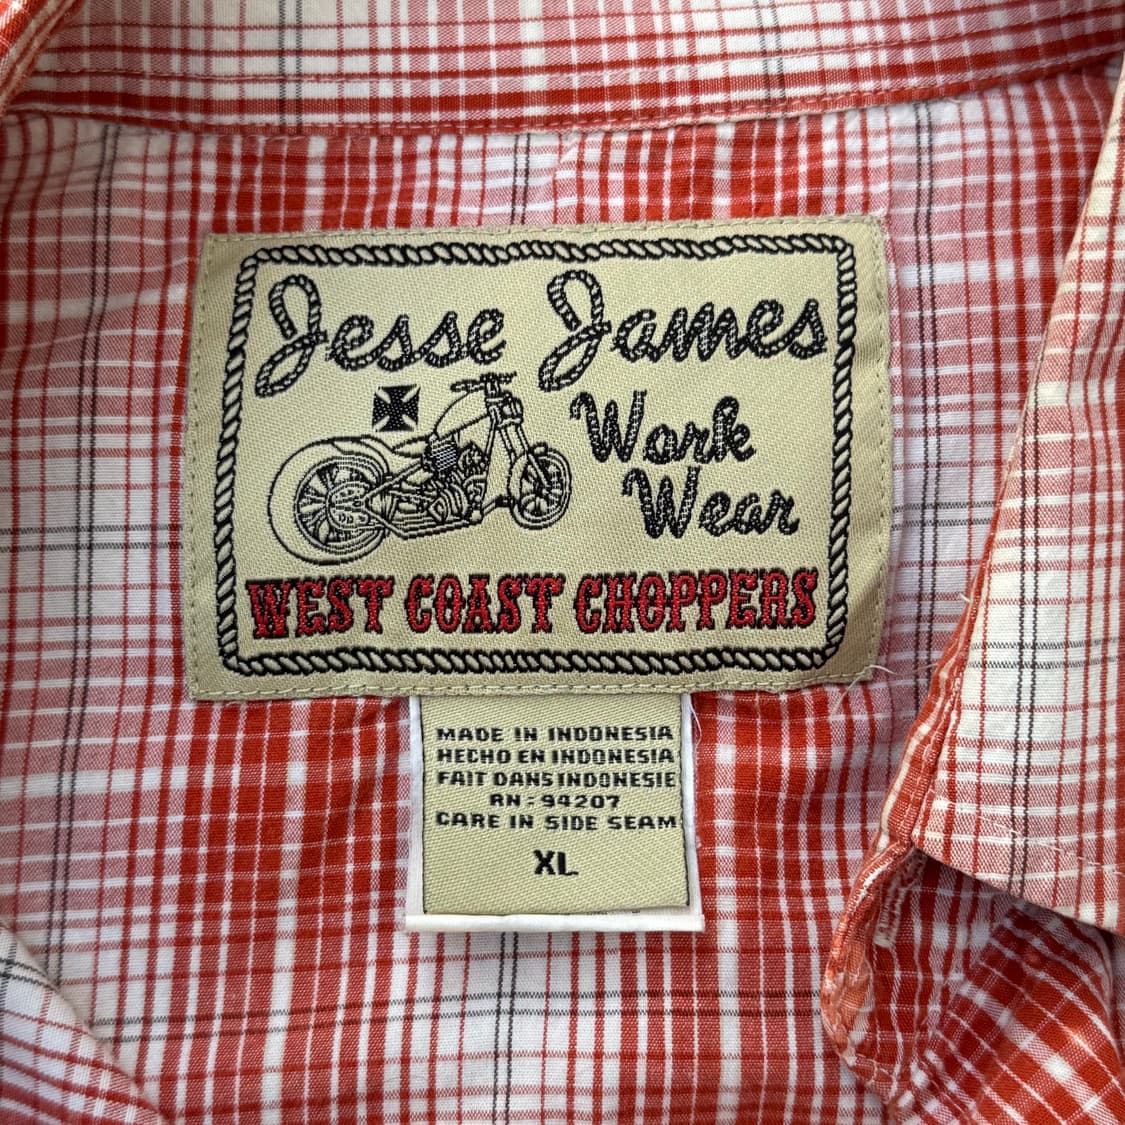 Jesse James
Work
Wear
WEST COAST CHOPPERS
MADE IN INDONESIA
HECHO EN INDONESIA
FAIT DANS INDONESIE
RN: 94207
CARE IN SIDE SEAM
XL